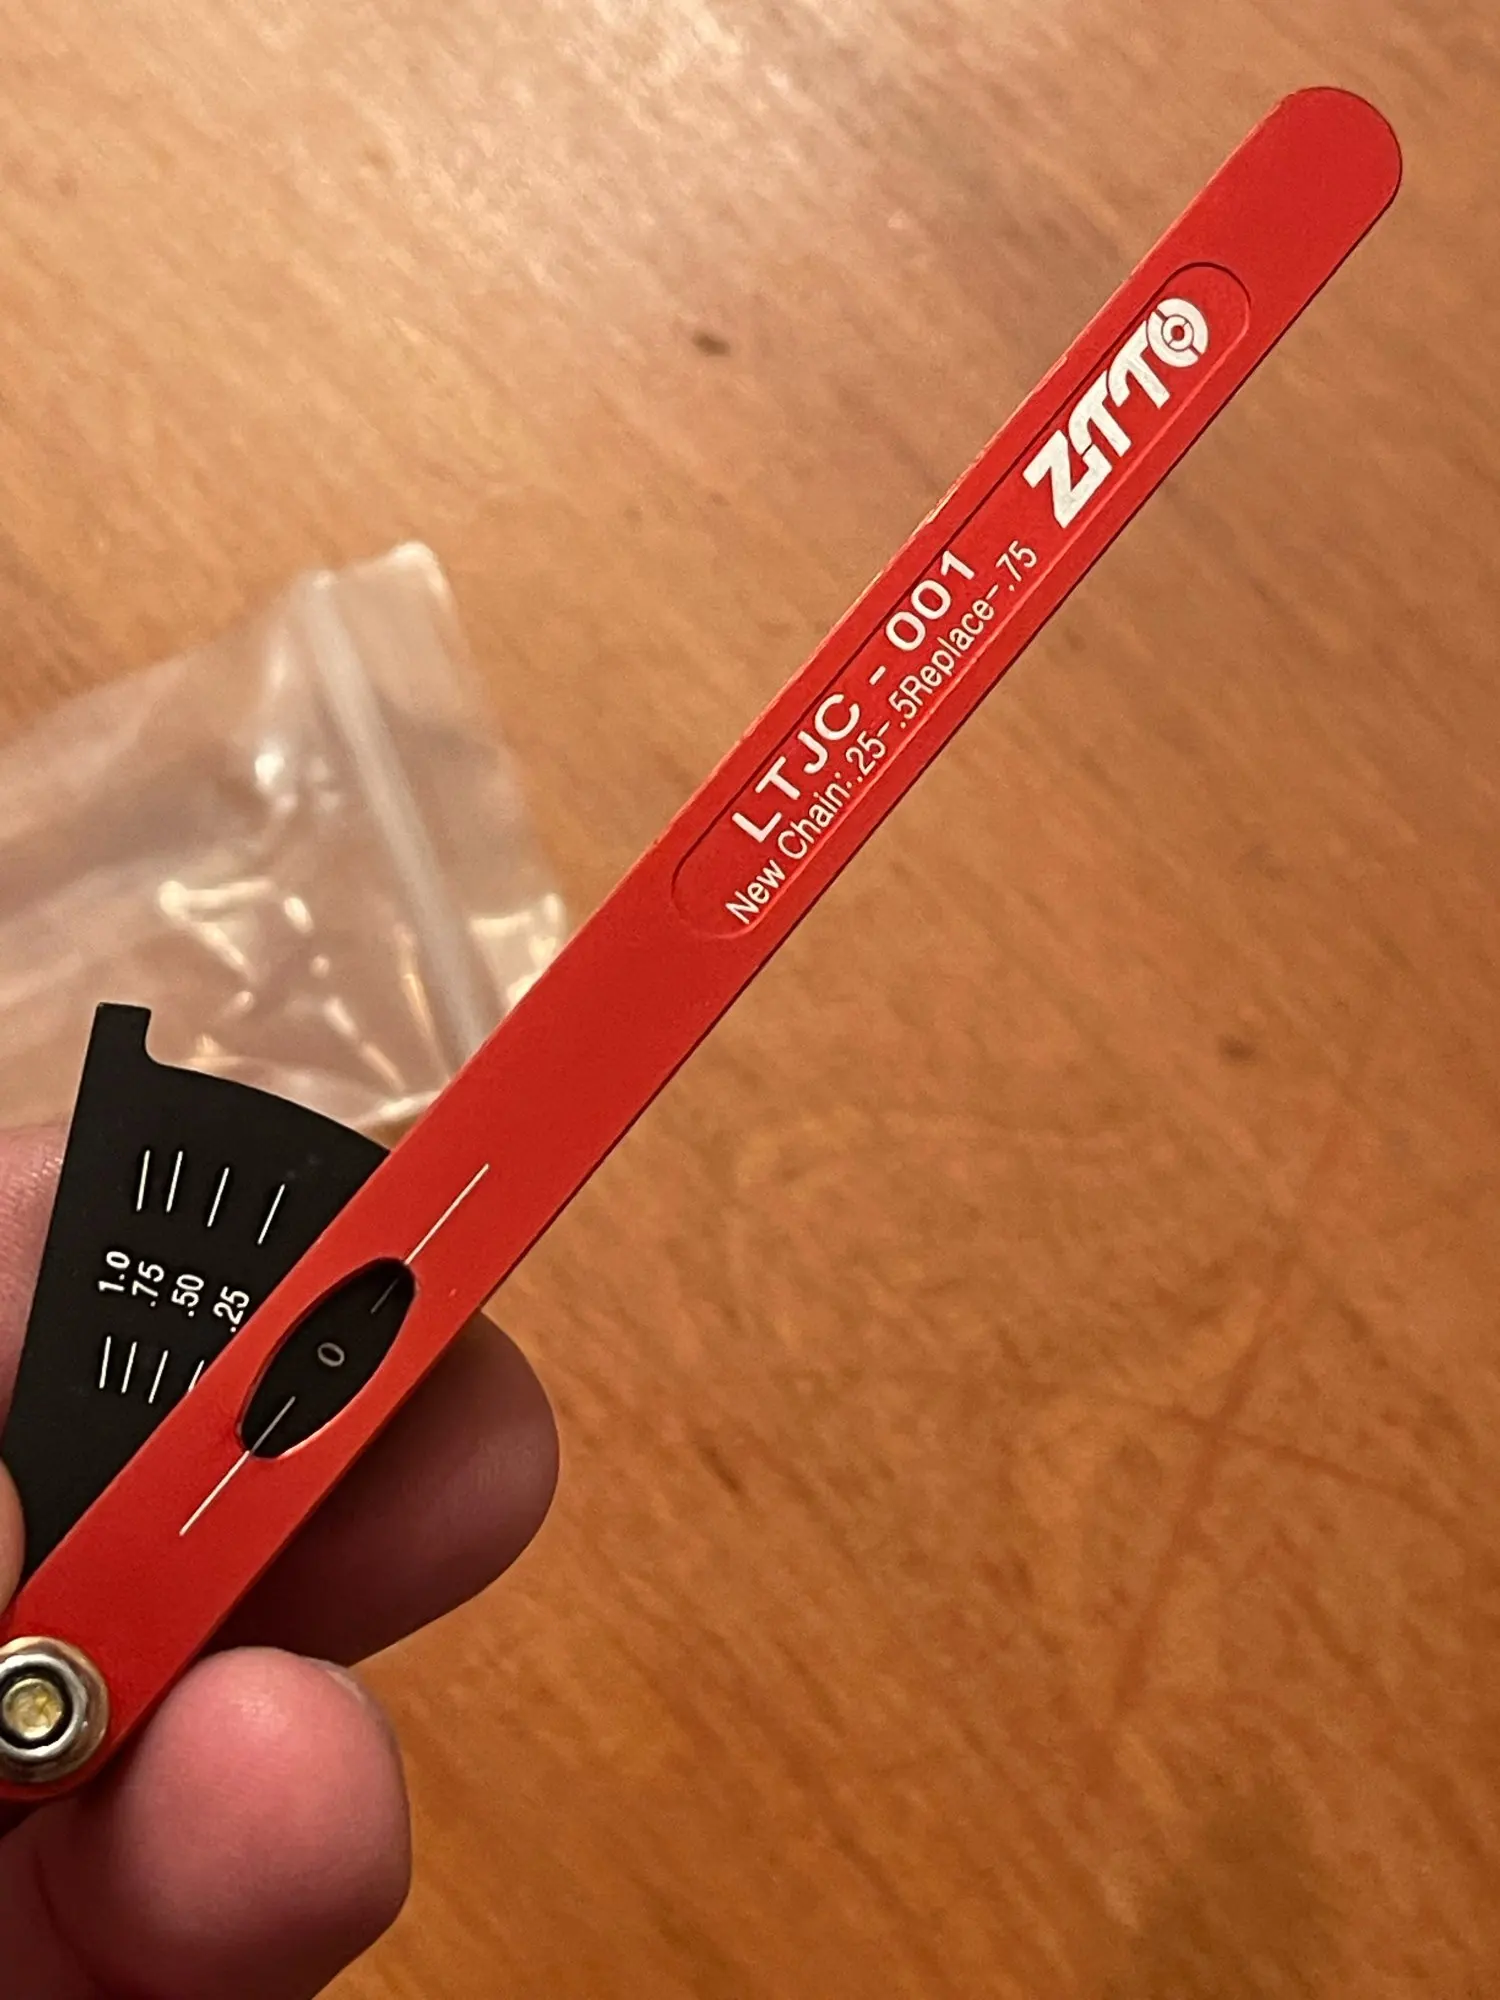 ZTTO
LTJC - 001
New Chain:.25-.5Replace-.75
1.0
.75
.50
.25
0